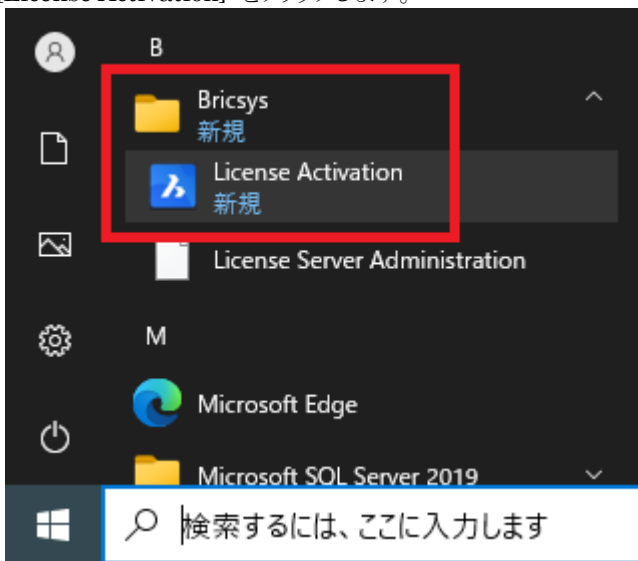 License Activation] をクリックします。
B
Bricsys
新規
License Activation
新規
License Server Administration
M
Microsoft Edge
Microsoft SQL Server 2019
検索するには、ここに入力します